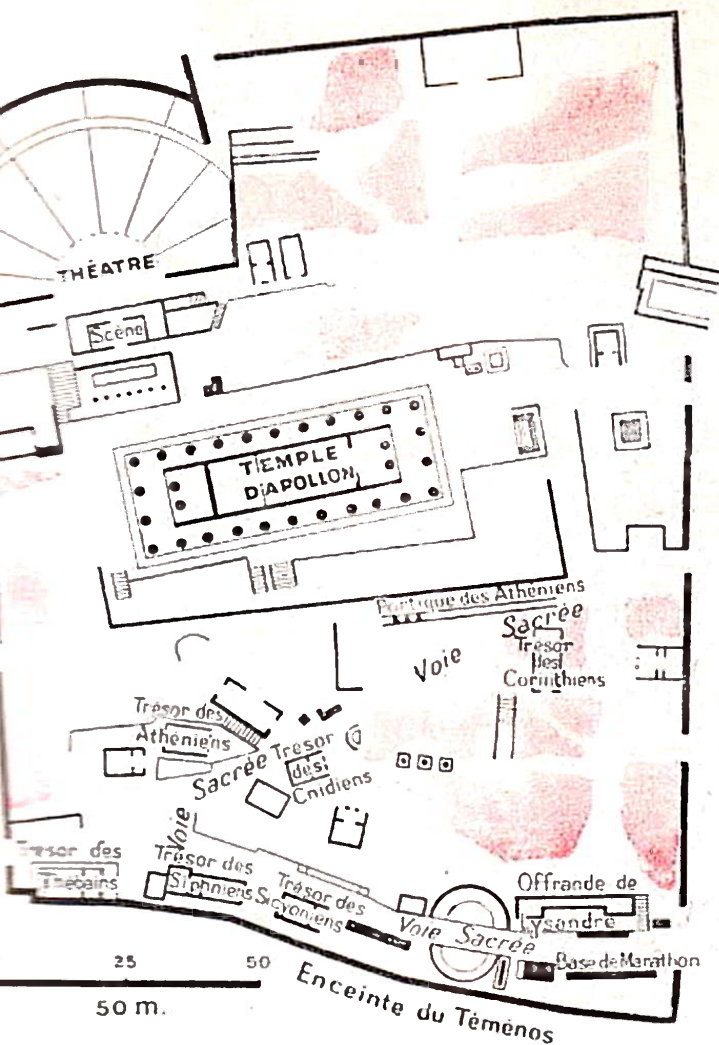 THÉATRE
Scène
TEMPLE
D'APOLLON
Portique des Athéniens
Sacrée
Voie
Trésor
des
Corinthiens
Trésor des
Athéniens
Sacrée
Trésor
des
Cnidiens
Voie
Trésor des
Thébains
Trésor des
Siphniens
Trésor des
Sicyoniens
Voie Sacrée
Offrande de
Lysandre
Base de Marathon
25
50
50 m.
Enceinte du Téménos